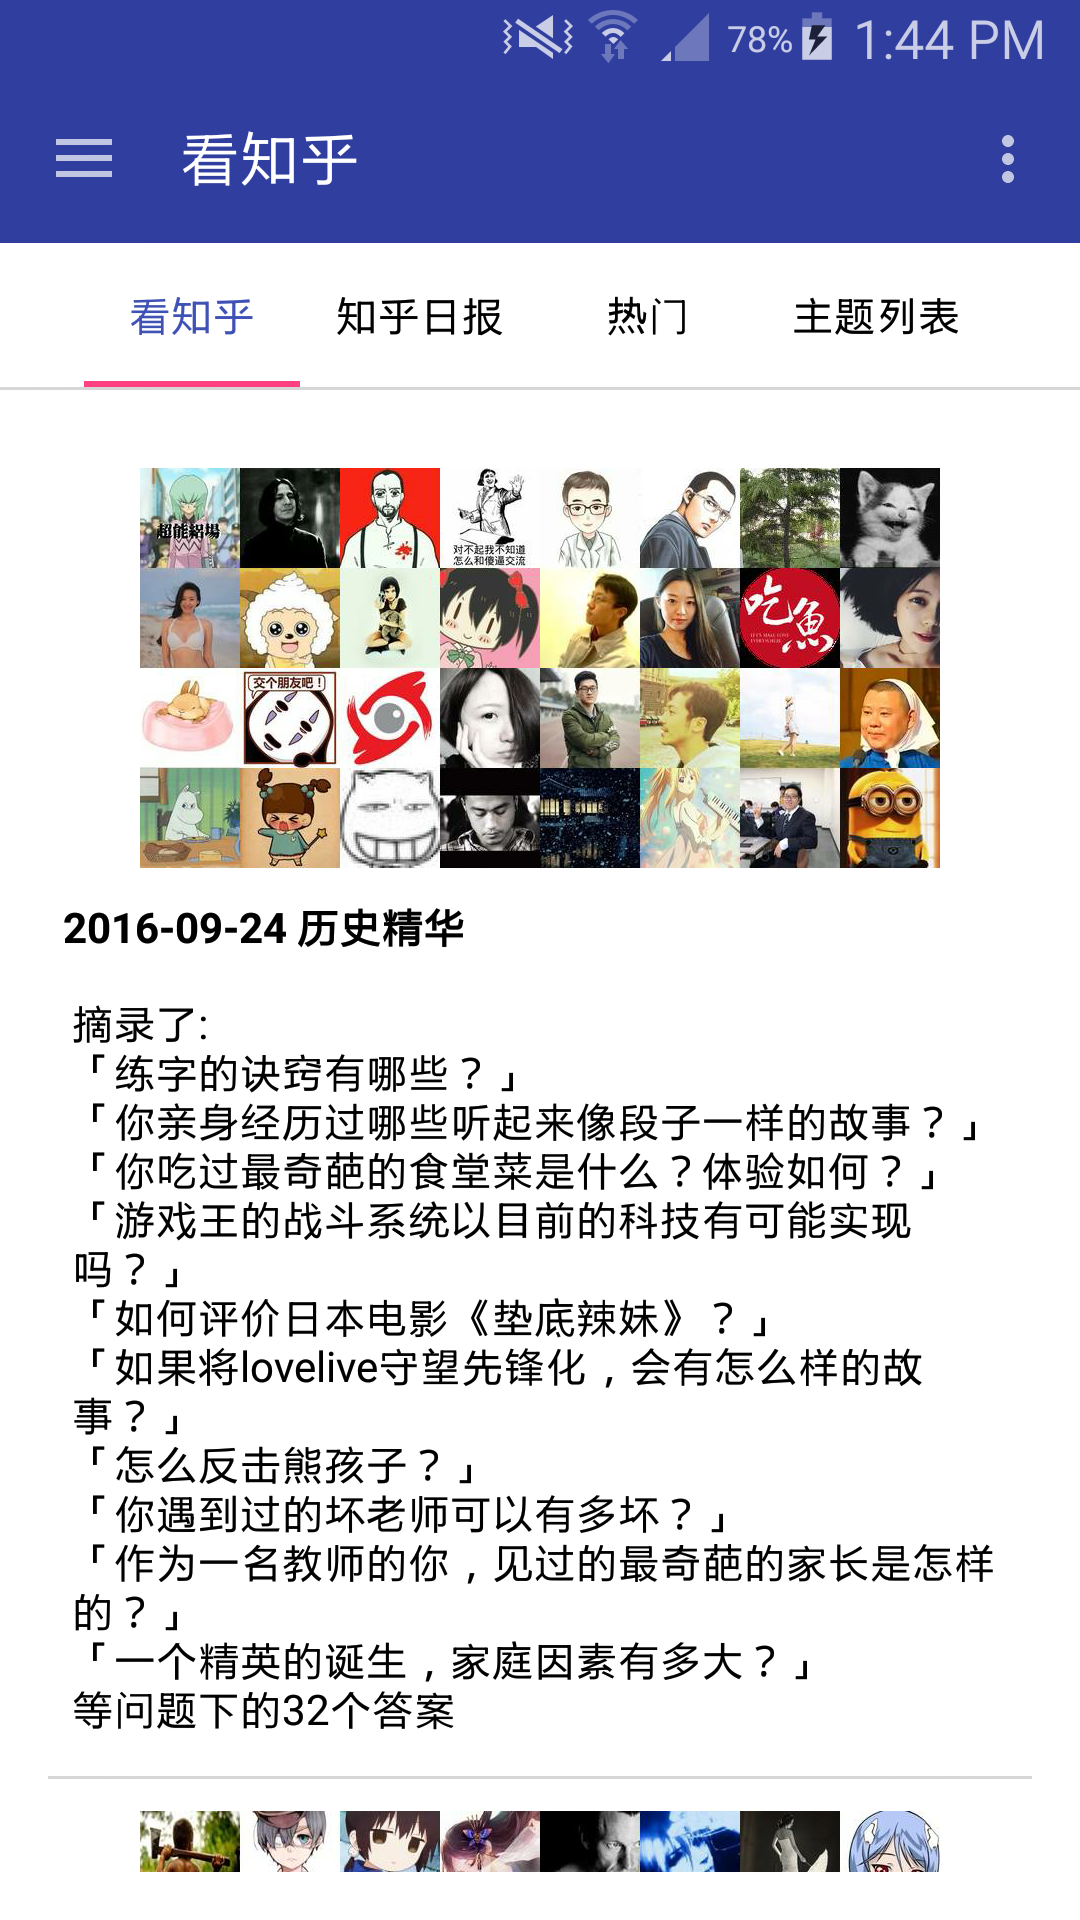 78% 1:44 PM
看知乎
看知乎 知乎日报 热门 主题列表
超能铝場
对不起我不知道
怎么和傻逼交流
吃魚
LET'S MAKE LOVE
EVERYWHERE
交个朋友吧！
2016-09-24 历史精华
摘录了:
「练字的诀窍有哪些？」
「你亲身经历过哪些听起来像段子一样的故事？」
「你吃过最奇葩的食堂菜是什么？体验如何？」
「游戏王的战斗系统以目前的科技有可能实现
吗？」
「如何评价日本电影《垫底辣妹》？」
「如果将lovelive守望先锋化，会有怎么样的故
事？」
「怎么反击熊孩子？」
「你遇到过的坏老师可以有多坏？」
「作为一名教师的你，见过的最奇葩的家长是怎样
的？」
「一个精英的诞生，家庭因素有多大？」
等问题下的32个答案